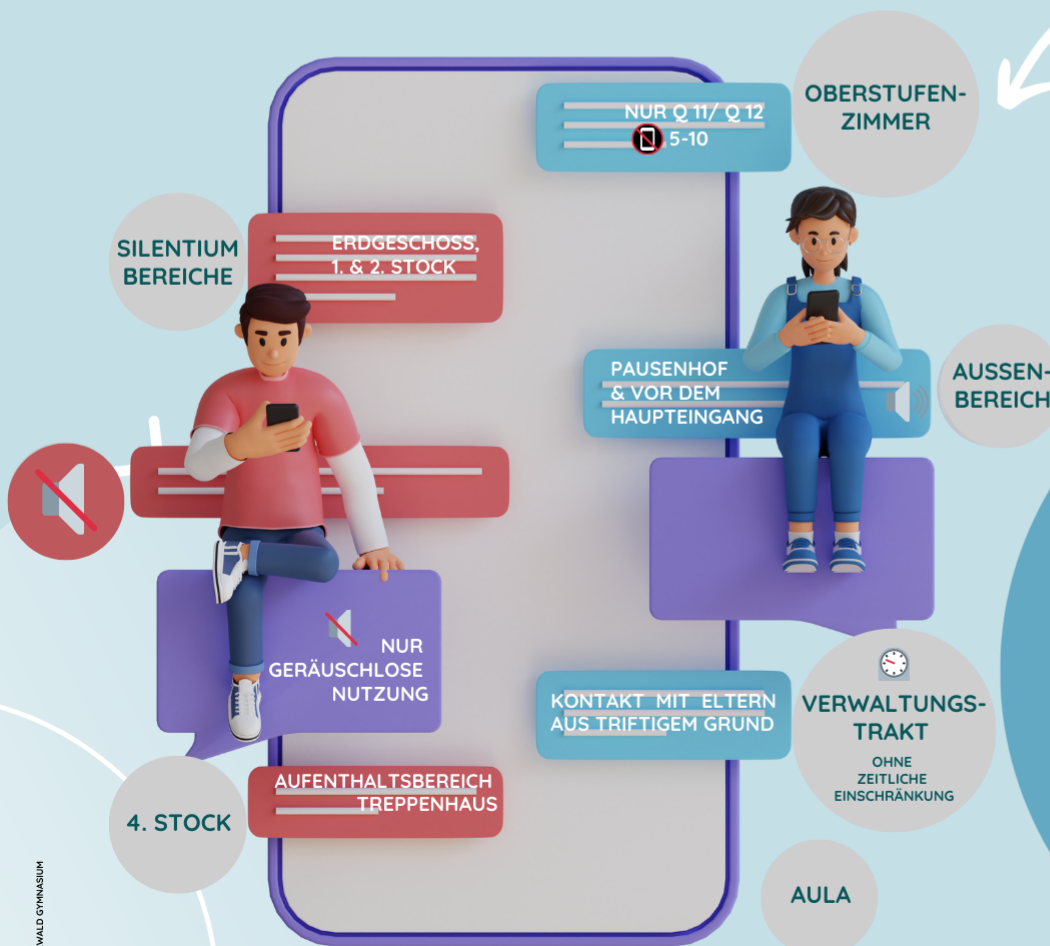 OBERSTUFEN-
ZIMMER
NUR Q 11/ Q 12
5-10
SILENTIUM
BEREICHE
ERDGESCHOSS,
1. & 2. STOCK
PAUSENHOF
& VOR DEM
HAUPTEINGANG
AUSSEN-
BEREICH
NUR
GERÄUSCHLOSE
NUTZUNG
KONTAKT MIT ELTERN
AUS TRIFTIGEM GRUND
VERWALTUNGS-
TRAKT
OHNE
ZEITLICHE
EINSCHRÄNKUNG
AUFENTHALTSBEREICH
TREPPENHAUS
4. STOCK
AULA
WALD GYMNASIUM